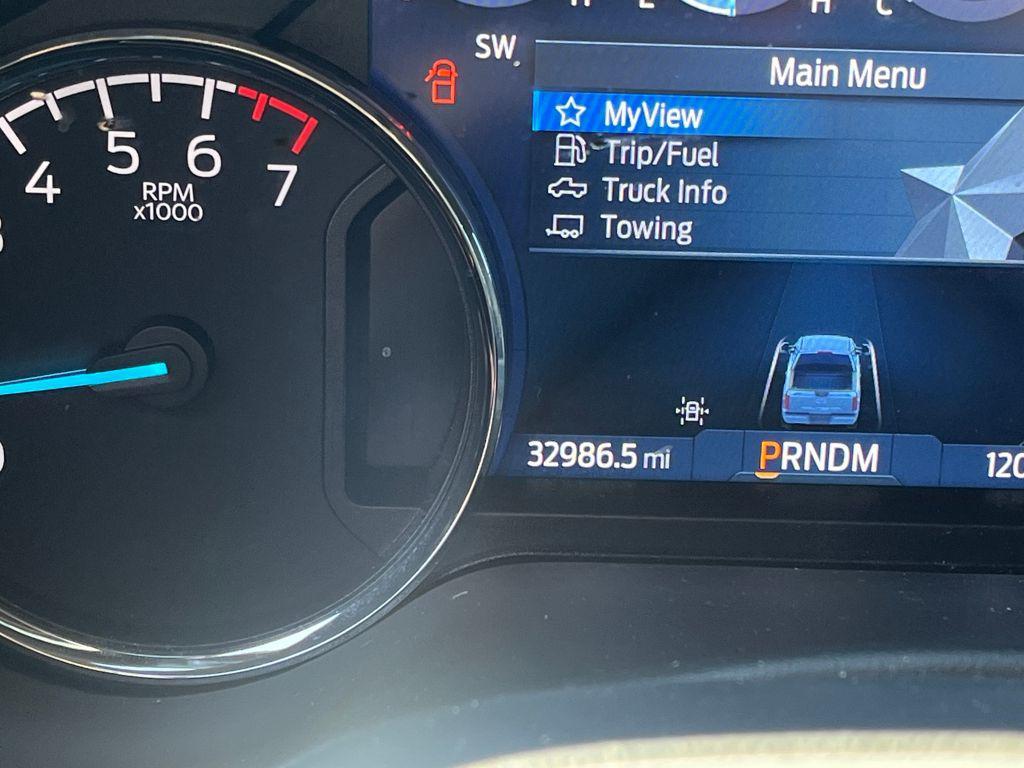 H E H C
SW
Main Menu
MyView
Trip/Fuel
Truck Info
Towing
4 5 6 7
RPM
x1000
32986.5 mi
PRNDM
120